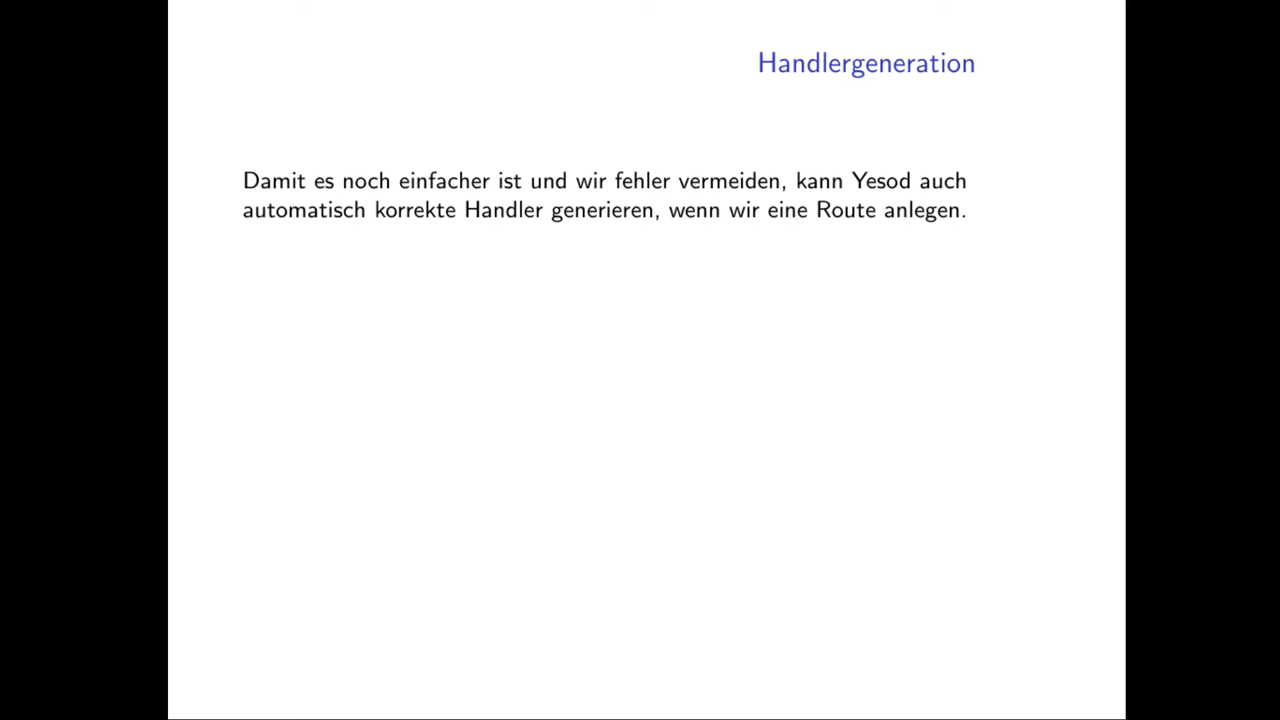 Handlergeneration
Damit es noch einfacher ist und wir fehler vermeiden, kann Yesod auch
automatisch korrekte Handler generieren, wenn wir eine Route anlegen.